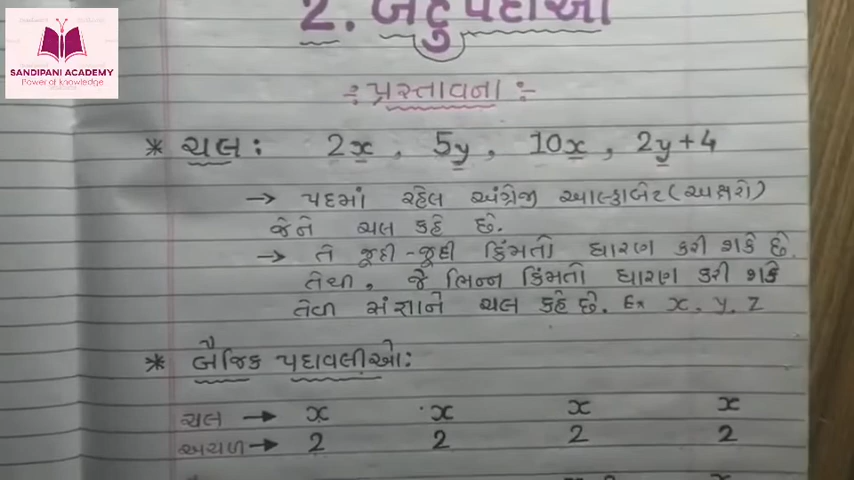 SANDIPANI ACADEMY
Power of knowledge
2. બહુપદીઓ
÷ પ્રસ્તાવના ÷
* ચલ : 2x , 5y , 10x , 2y+4
→ પદમાં રહેલ અંગ્રેજી આલ્ફાબેટ (અક્ષરો)
જેને ચલ કહે છે.
→ તે જૂદી-જૂદી કિંમતો ધારણ કરી શકે છે.
તેથી, જે ભિન્ન કિંમતો ધારણ કરી શકે
તેવી સંજ્ઞાને ચલ કહે છે. Ex x, y, z
* બૈજિક પદાવલીઓ:
ચલ → x x x x
અચળ → 2 2 2 2